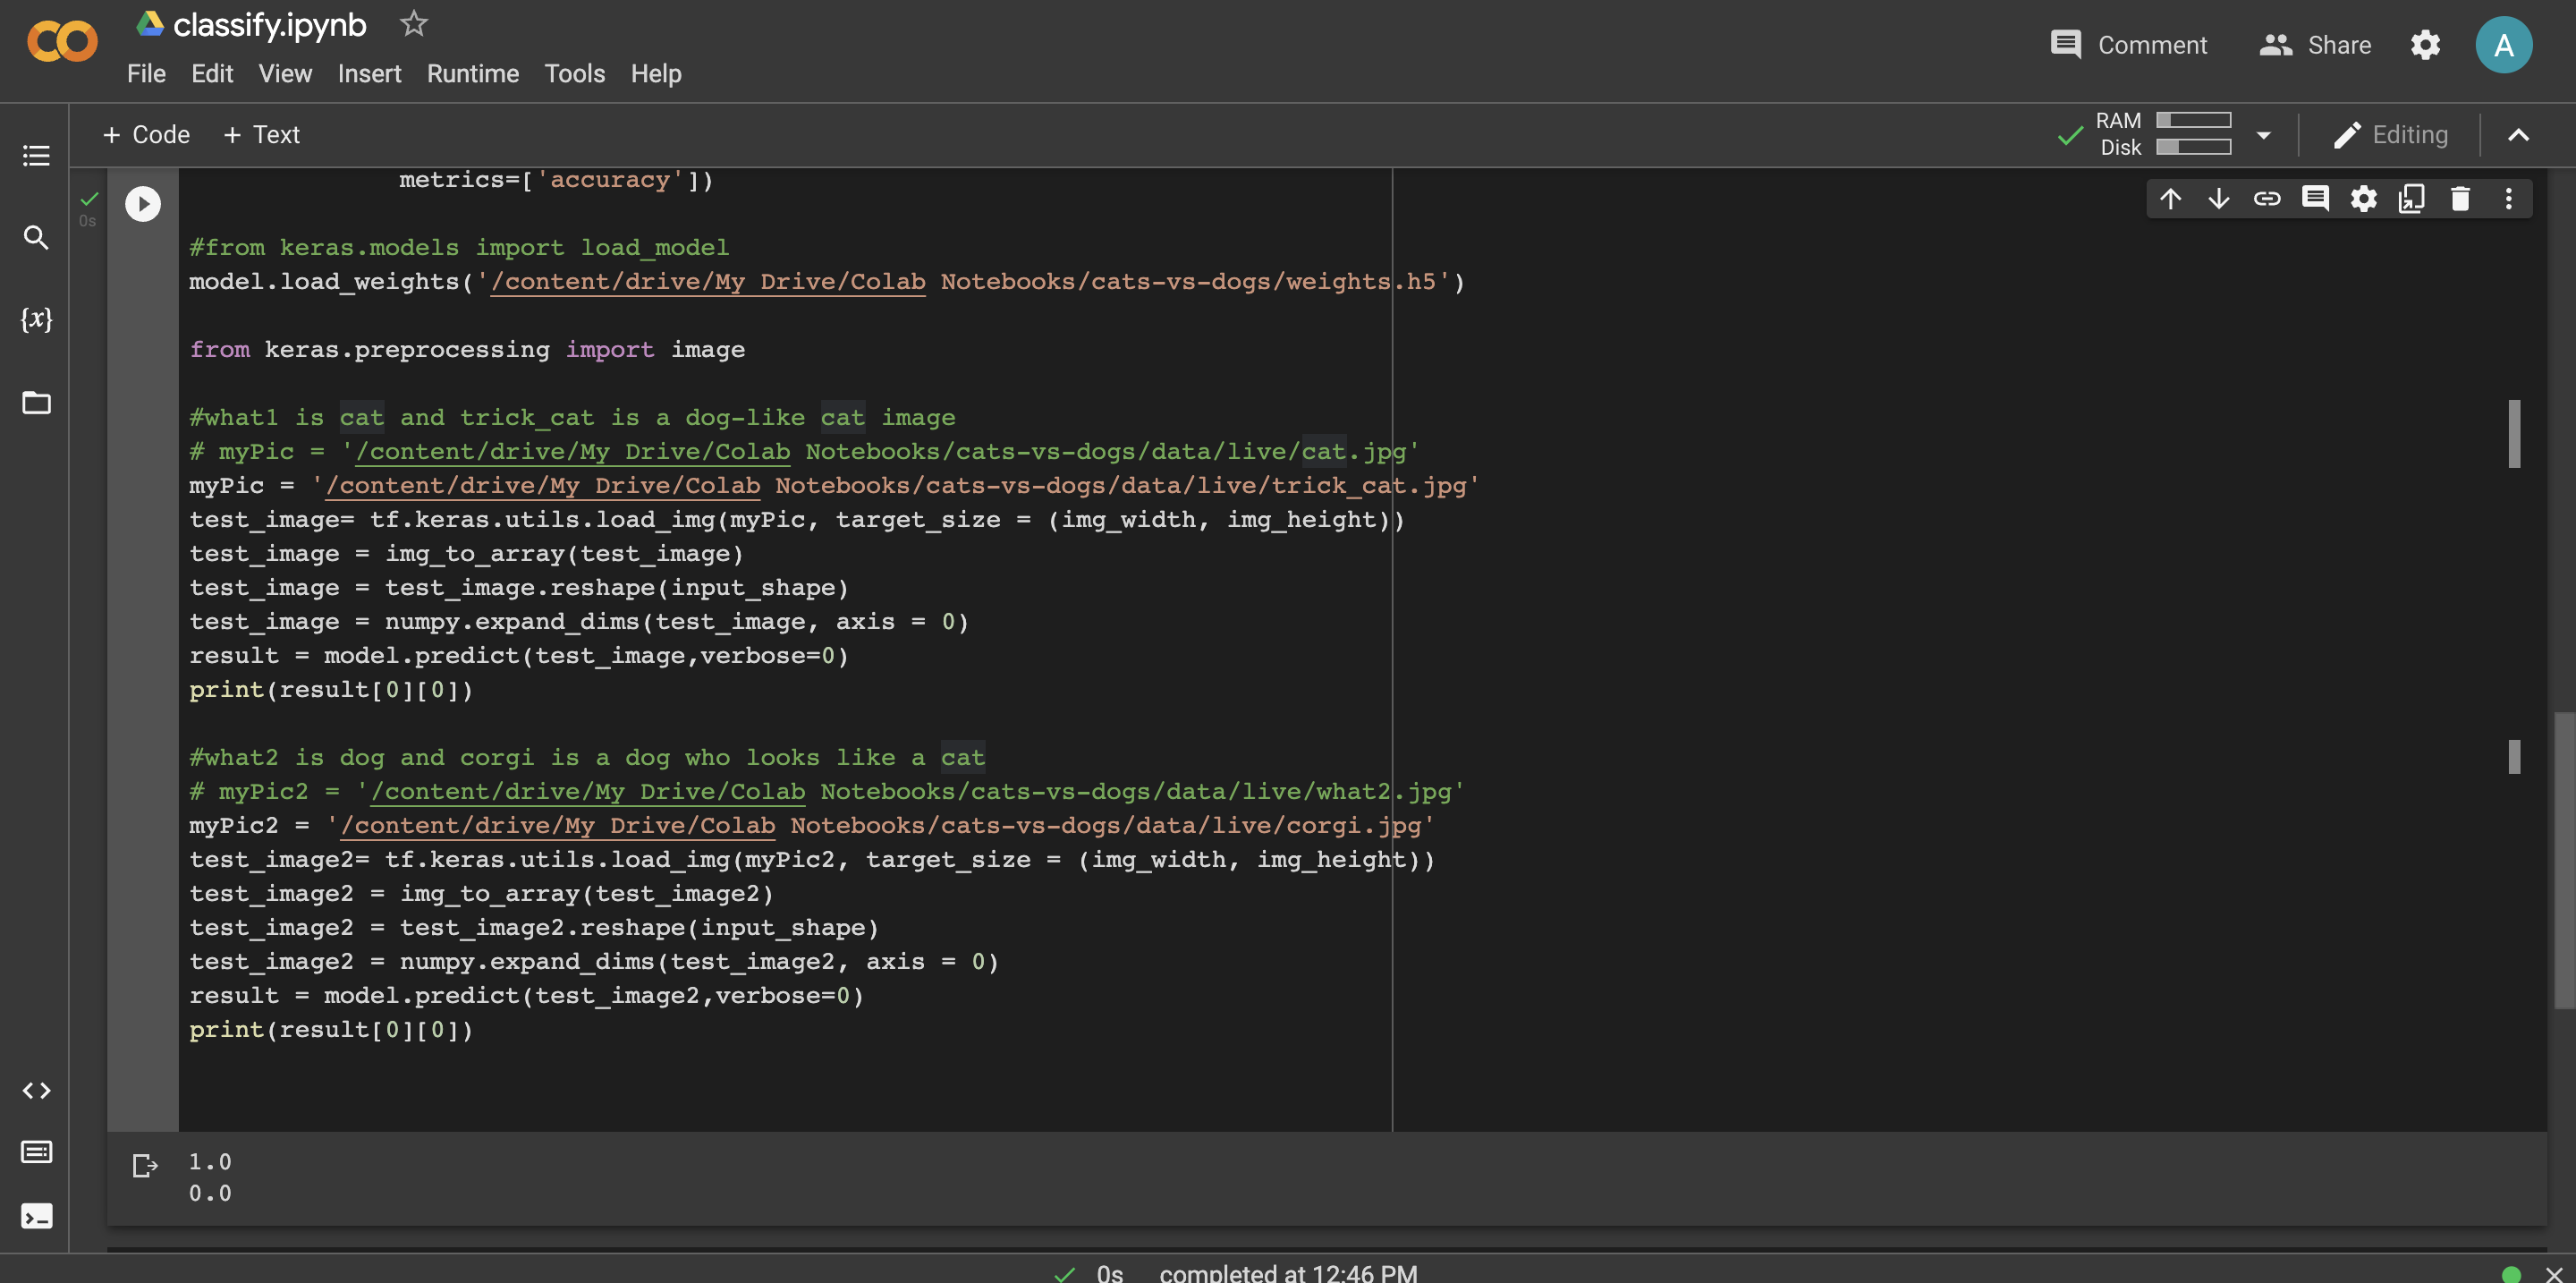 classify.ipynb
File Edit View Insert Runtime Tools Help
Comment Share A
+ Code + Text
RAM
Disk
Editing
0s
{x}
metrics=['accuracy'])
#from keras.models import load_model
model.load_weights('/content/drive/My Drive/Colab Notebooks/cats-vs-dogs/weights.h5')
from keras.preprocessing import image
#what1 is cat and trick_cat is a dog-like cat image
# myPic = '/content/drive/My Drive/Colab Notebooks/cats-vs-dogs/data/live/cat.jpg'
myPic = '/content/drive/My Drive/Colab Notebooks/cats-vs-dogs/data/live/trick_cat.jpg'
test_image= tf.keras.utils.load_img(myPic, target_size = (img_width, img_height))
test_image = img_to_array(test_image)
test_image = test_image.reshape(input_shape)
test_image = numpy.expand_dims(test_image, axis = 0)
result = model.predict(test_image,verbose=0)
print(result[0][0])
#what2 is dog and corgi is a dog who looks like a cat
# myPic2 = '/content/drive/My Drive/Colab Notebooks/cats-vs-dogs/data/live/what2.jpg'
myPic2 = '/content/drive/My Drive/Colab Notebooks/cats-vs-dogs/data/live/corgi.jpg'
test_image2= tf.keras.utils.load_img(myPic2, target_size = (img_width, img_height))
test_image2 = img_to_array(test_image2)
test_image2 = test_image2.reshape(input_shape)
test_image2 = numpy.expand_dims(test_image2, axis = 0)
result = model.predict(test_image2,verbose=0)
print(result[0][0])
1.0
0.0
0s completed at 12:46 PM